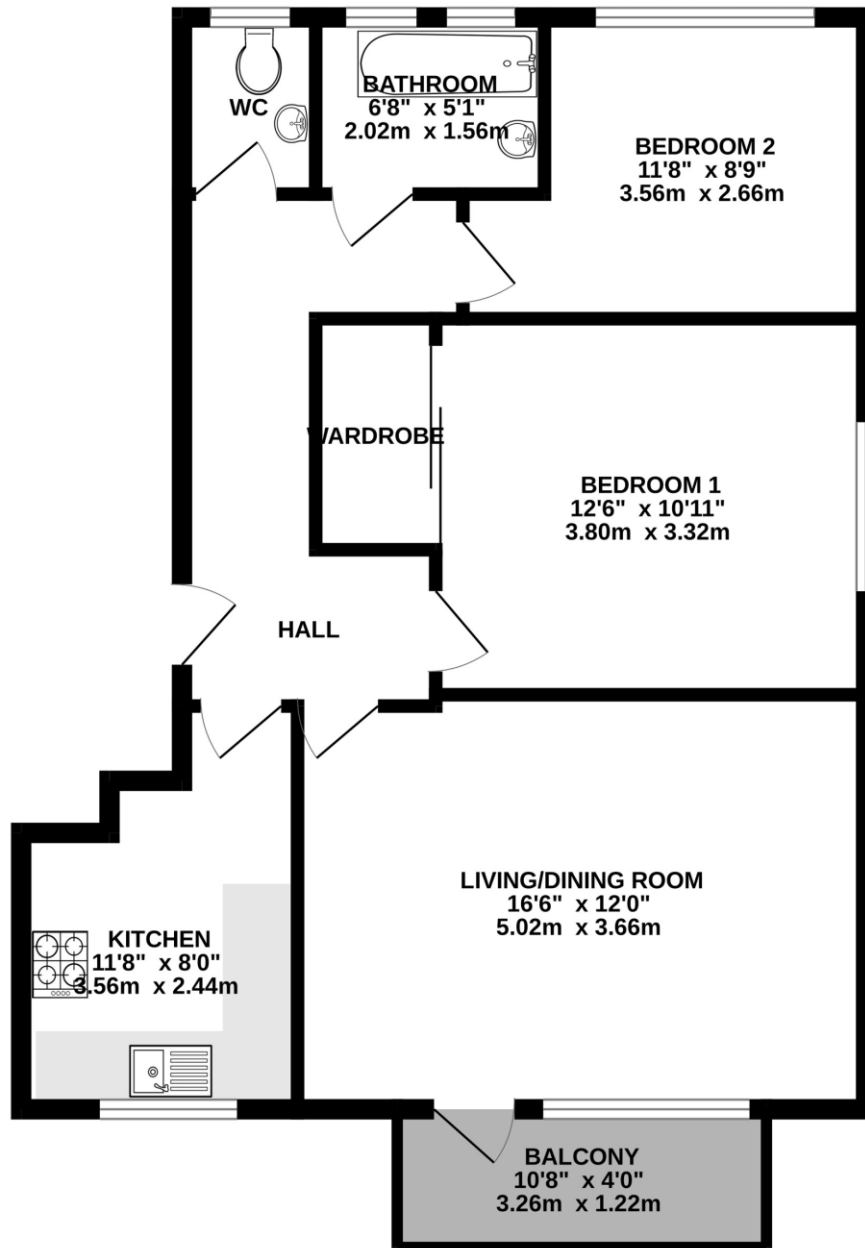 WC
BATHROOM
6'8" x 5'1"
2.02m x 1.56m
BEDROOM 2
11'8" x 8'9"
3.56m x 2.66m
WARDROBE
BEDROOM 1
12'6" x 10'11"
3.80m x 3.32m
HALL
LIVING/DINING ROOM
16'6" x 12'0"
5.02m x 3.66m
KITCHEN
11'8" x 8'0"
3.56m x 2.44m
BALCONY
10'8" x 4'0"
3.26m x 1.22m